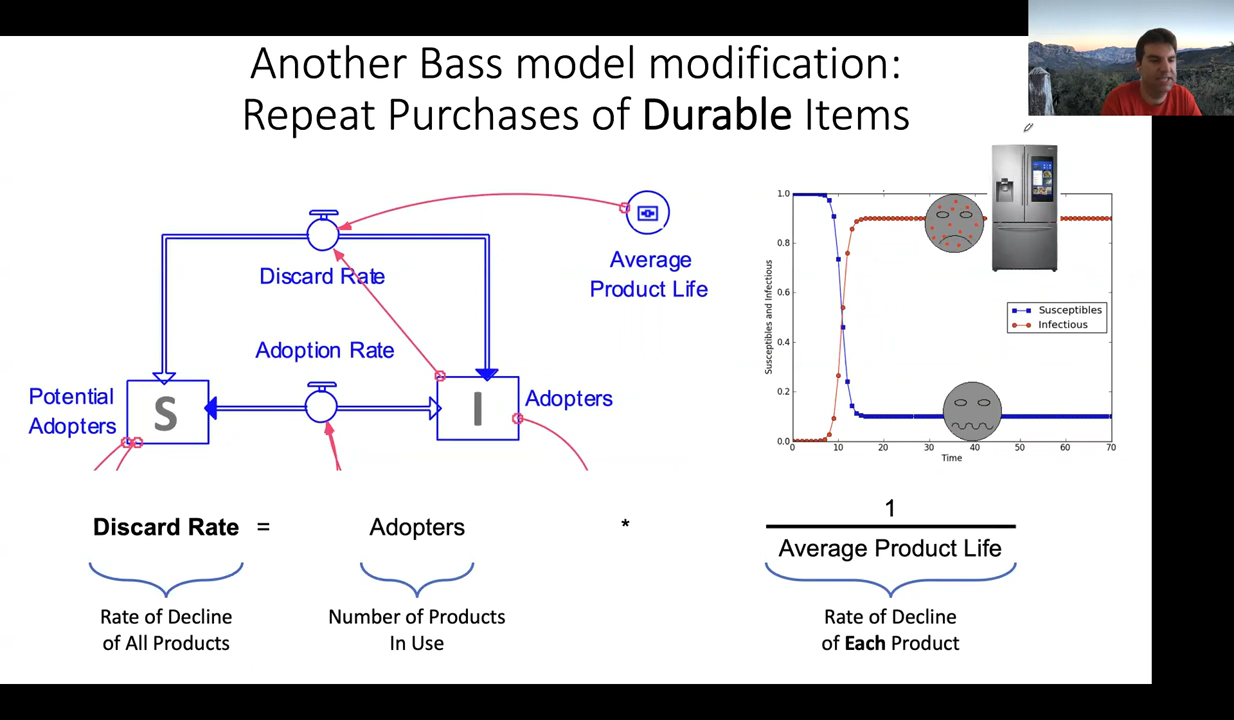 Another Bass model modification:
Repeat Purchases of Durable Items
Discard Rate
Average
Product Life
Adoption Rate
Potential
Adopters
S
I
Adopters
Susceptibles and Infectious
1.0
0.8
0.6
0.4
0.2
0.0
0
10
20
30
40
50
60
70
Time
Susceptibles
Infectious
Discard Rate = Adopters * 1
Average Product Life
Rate of Decline
of All Products
Number of Products
In Use
Rate of Decline
of Each Product